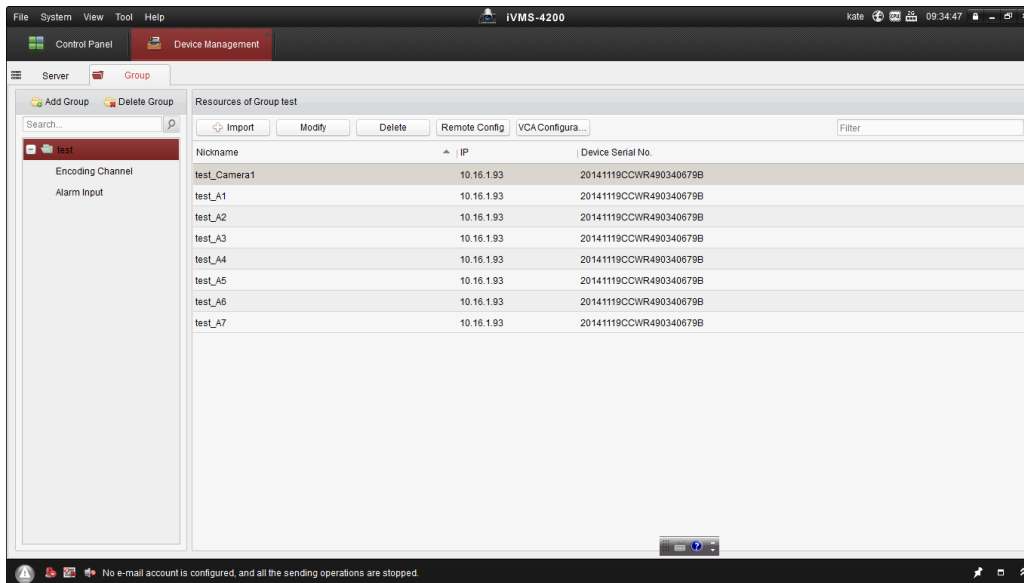 File System View Tool Help iVMS-4200 kate 09:34:47
Control Panel Device Management
Server Group
Add Group Delete Group Resources of Group test
Search... Import Modify Delete Remote Config VCA Configura... Filter
test Nickname IP Device Serial No.
Encoding Channel test_Camera1 10.16.1.93 20141119CCWR490340679B
Alarm Input test_A1 10.16.1.93 20141119CCWR490340679B
test_A2 10.16.1.93 20141119CCWR490340679B
test_A3 10.16.1.93 20141119CCWR490340679B
test_A4 10.16.1.93 20141119CCWR490340679B
test_A5 10.16.1.93 20141119CCWR490340679B
test_A6 10.16.1.93 20141119CCWR490340679B
test_A7 10.16.1.93 20141119CCWR490340679B
No e-mail account is configured, and all the sending operations are stopped.